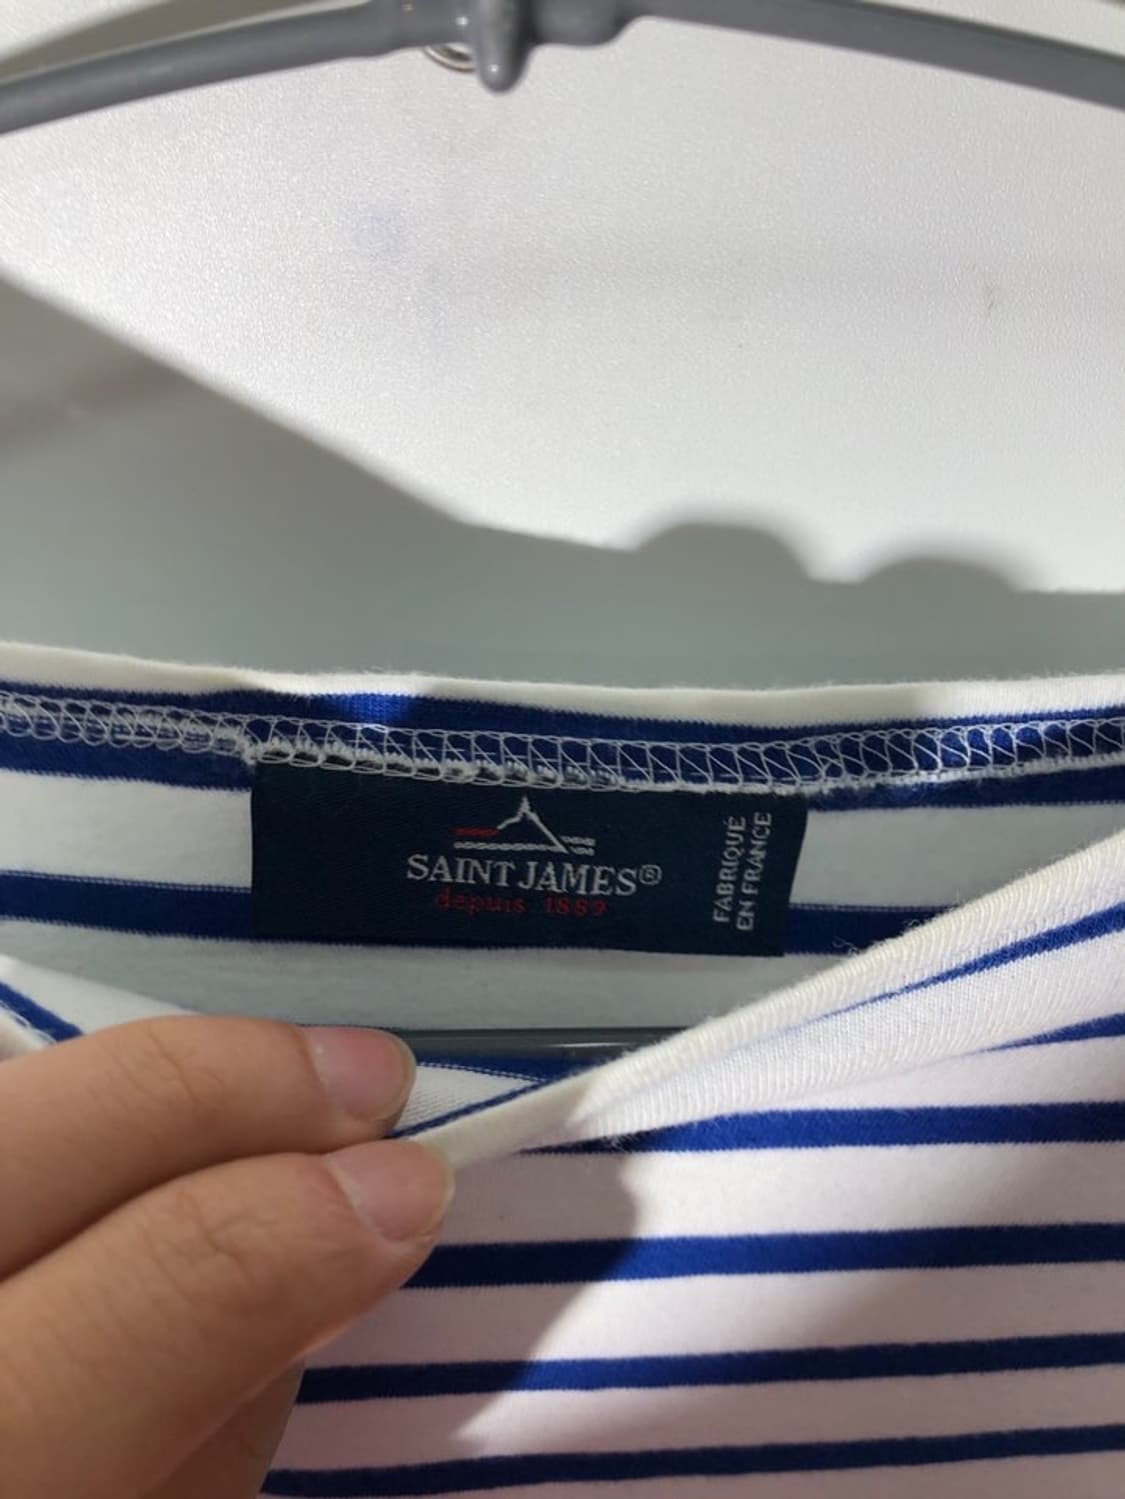 SAINT JAMES®
depuis 1889
FABRIQUÉ
EN FRANCE